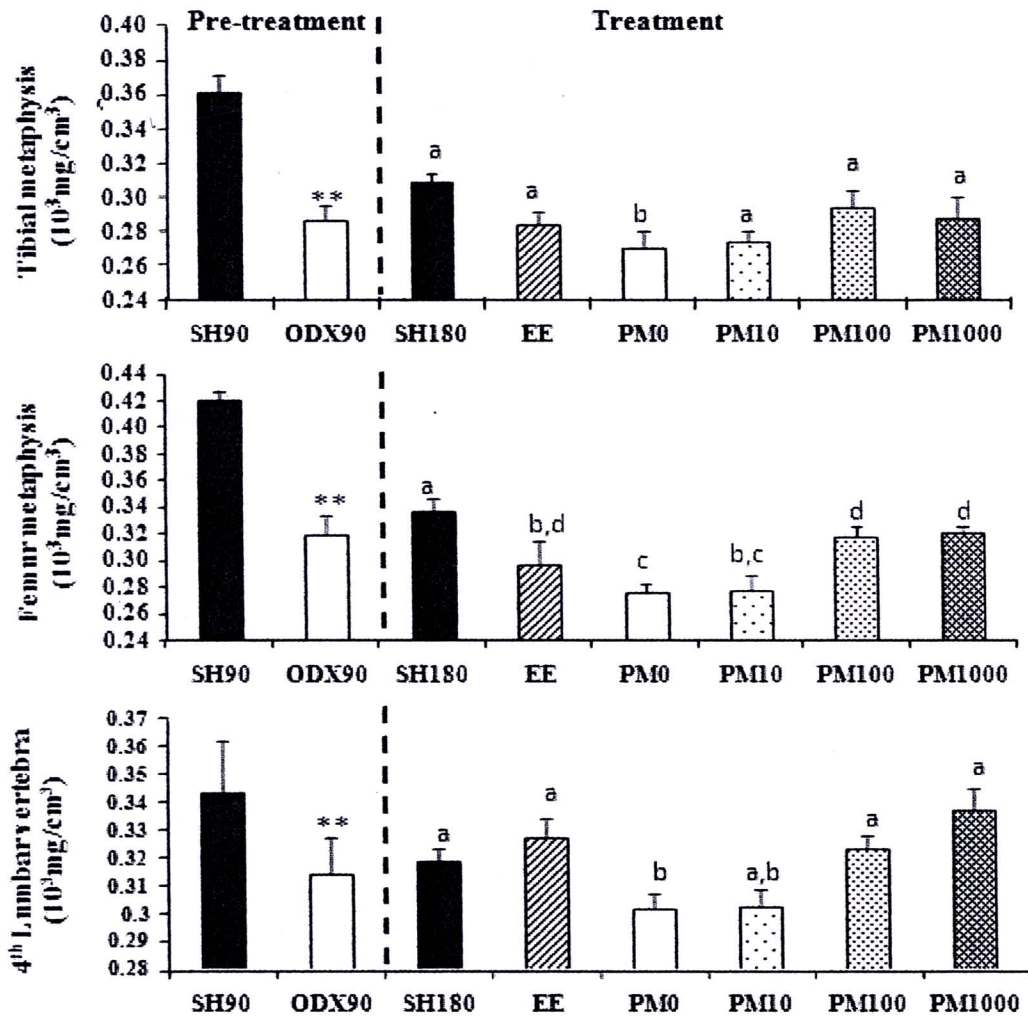 Pre-treatment Treatment
Tibial metaphysis
(10³mg/cm³)
0.40
0.38
0.36
0.34
0.32
0.30
0.28
0.26
0.24
** a a b a a a
SH90 ODX90 SH180 EE PM0 PM10 PM100 PM1000
Femur metaphysis
(10³mg/cm³)
0.44
0.42
0.40
0.38
0.36
0.34
0.32
0.30
0.28
0.26
0.24
** a b,d c b,c d d
SH90 ODX90 SH180 EE PM0 PM10 PM100 PM1000
4th Lumbar vertebra
(10³mg/cm³)
0.37
0.36
0.35
0.34
0.33
0.32
0.31
0.3
0.29
0.28
** a a b a,b a a
SH90 ODX90 SH180 EE PM0 PM10 PM100 PM1000